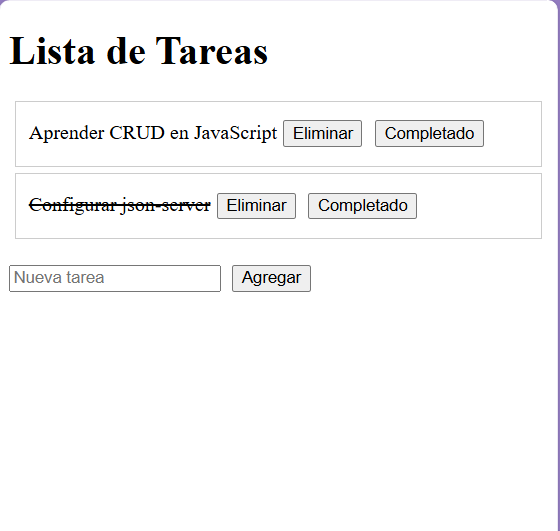 Lista de Tareas
Aprender CRUD en JavaScript Eliminar Completado
Configurar json-server Eliminar Completado
Nueva tarea Agregar